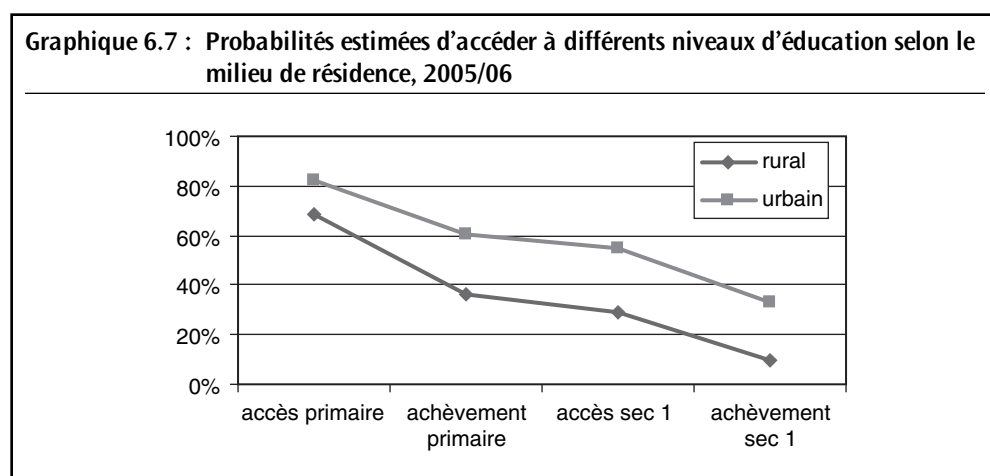 Graphique 6.7 : Probabilités estimées d’accéder à différents niveaux d’éducation selon le
milieu de résidence, 2005/06
100%
80%
60%
40%
20%
0%
rural
urbain
accès primaire
achèvement
primaire
accès sec 1
achèvement
sec 1